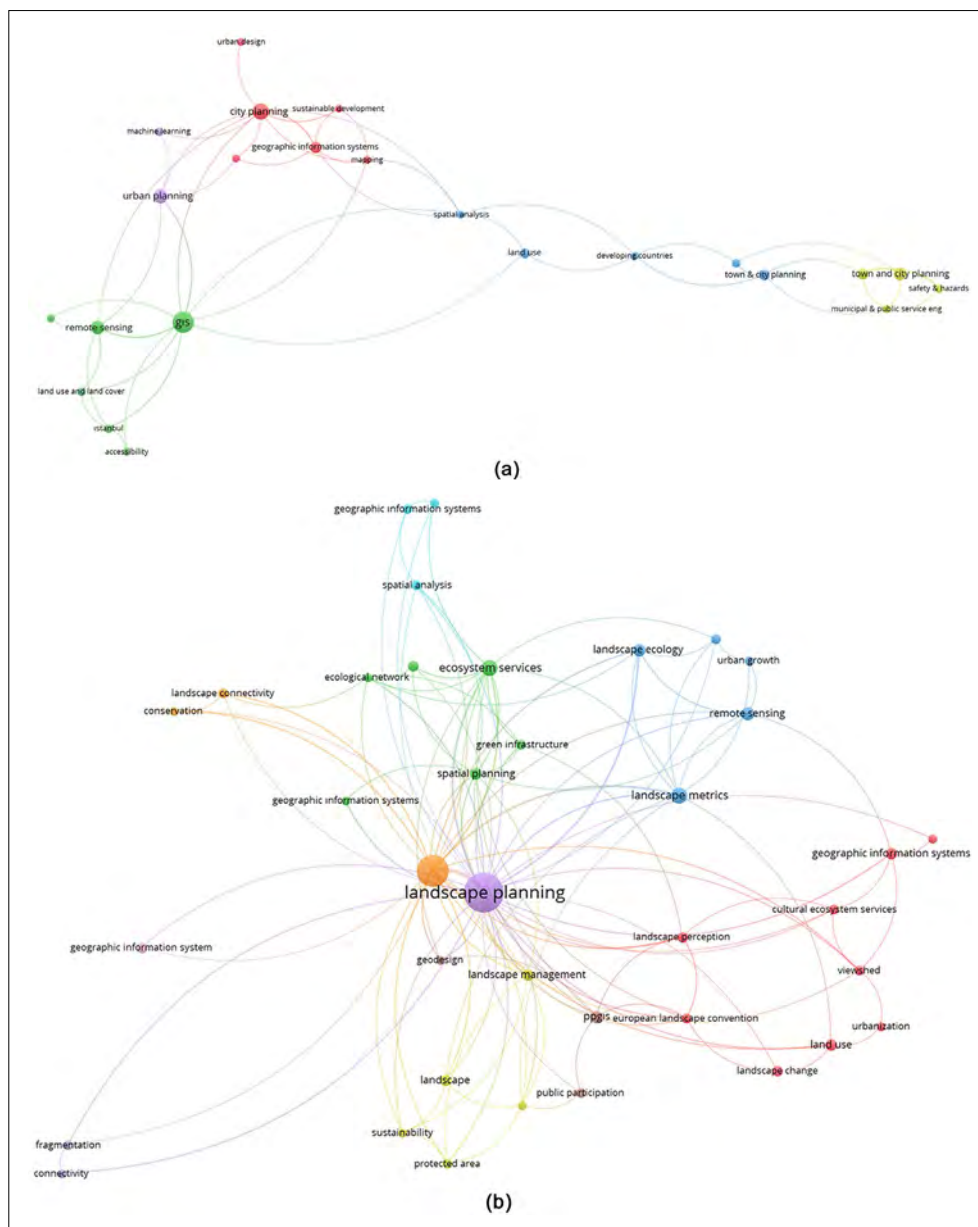 urban design
city planning
sustainable development
machine learning
geographic information systems
mapping
urban planning
spatial analysis
land use
developing countries
town & city planning
town and city planning
safety & hazards
municipal & public service eng
gis
remote sensing
land use and land cover
istanbul
accessibility
(a)
geographic information systems
spatial analysis
ecosystem services
landscape ecology
urban growth
ecological network
landscape connectivity
conservation
remote sensing
green infrastructure
spatial planning
geographic information systems
landscape metrics
geographic information systems
landscape planning
cultural ecosystem services
landscape perception
geographic information system
geodesign
landscape management
viewshed
ppgis
european landscape convention
urbanization
land use
landscape change
landscape
public participation
sustainability
fragmentation
protected area
connectivity
(b)